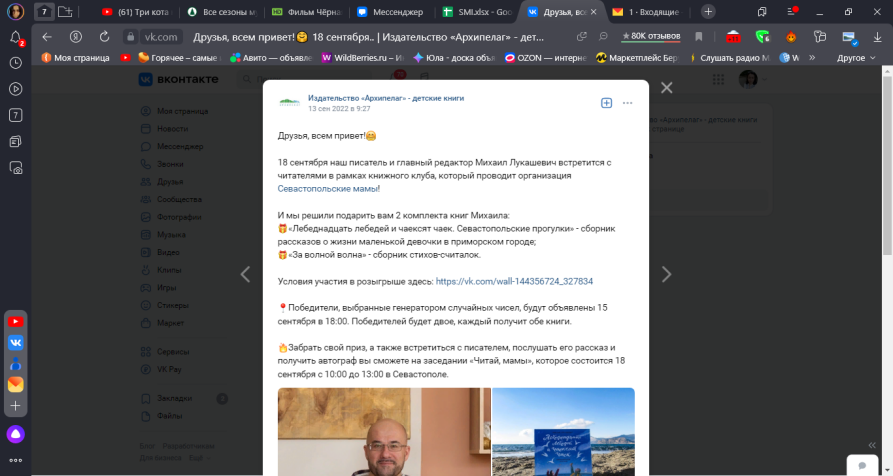 7
(61) Три кота
Все сезоны м
Фильм Чёрна
Мессенджер
SMI.xlsx - Goo
Друзья, вс
1 · Входящие
vk.com
Друзья, всем привет!🤗 18 сентября.. | Издательство «Архипелаг» - дет...
★ 80K отзывов
Моя страница
Горячее – самые
Авито — объявле
WildBerries.ru – И
Юла - доска объя
OZON — интерне
Маркетплейс Бер
Слушать радио М
Другое
ВКОНТАКТЕ
Моя страница
Новости
Мессенджер
Звонки
Друзья
Сообщества
Фотографии
Музыка
Видео
Клипы
Игры
Стикеры
Маркет
Сервисы
VK Pay
Закладки
Файлы
Блог Разработчикам
Для бизнеса Ещё
Издательство «Архипелаг» - детские книги
13 сен 2022 в 9:27
Друзья, всем привет!🤗
18 сентября наш писатель и главный редактор Михаил Лукашевич встретится с
читателями в рамках книжного клуба, который проводит организация
Севастопольские мамы!
И мы решили подарить вам 2 комплекта книг Михаила:
🎁«Лебеднадцать лебедей и чаексят чаек. Севастопольские прогулки» - сборник
рассказов о жизни маленькой девочки в приморском городе;
🎁«За волной волна» - сборник стихов-считалок.
Условия участия в розыгрыше здесь: https://vk.com/wall-144356724_327834
📍Победители, выбранные генератором случайных чисел, будут объявлены 15
сентября в 18:00. Победителей будет двое, каждый получит обе книги.
👌Забрать свой приз, а также встретиться с писателем, послушать его рассказ и
получить автограф вы сможете на заседании «Читай, мамы», которое состоится 18
сентября с 10:00 до 13:00 в Севастополе.
«Архипелаг» - детские книги
странице